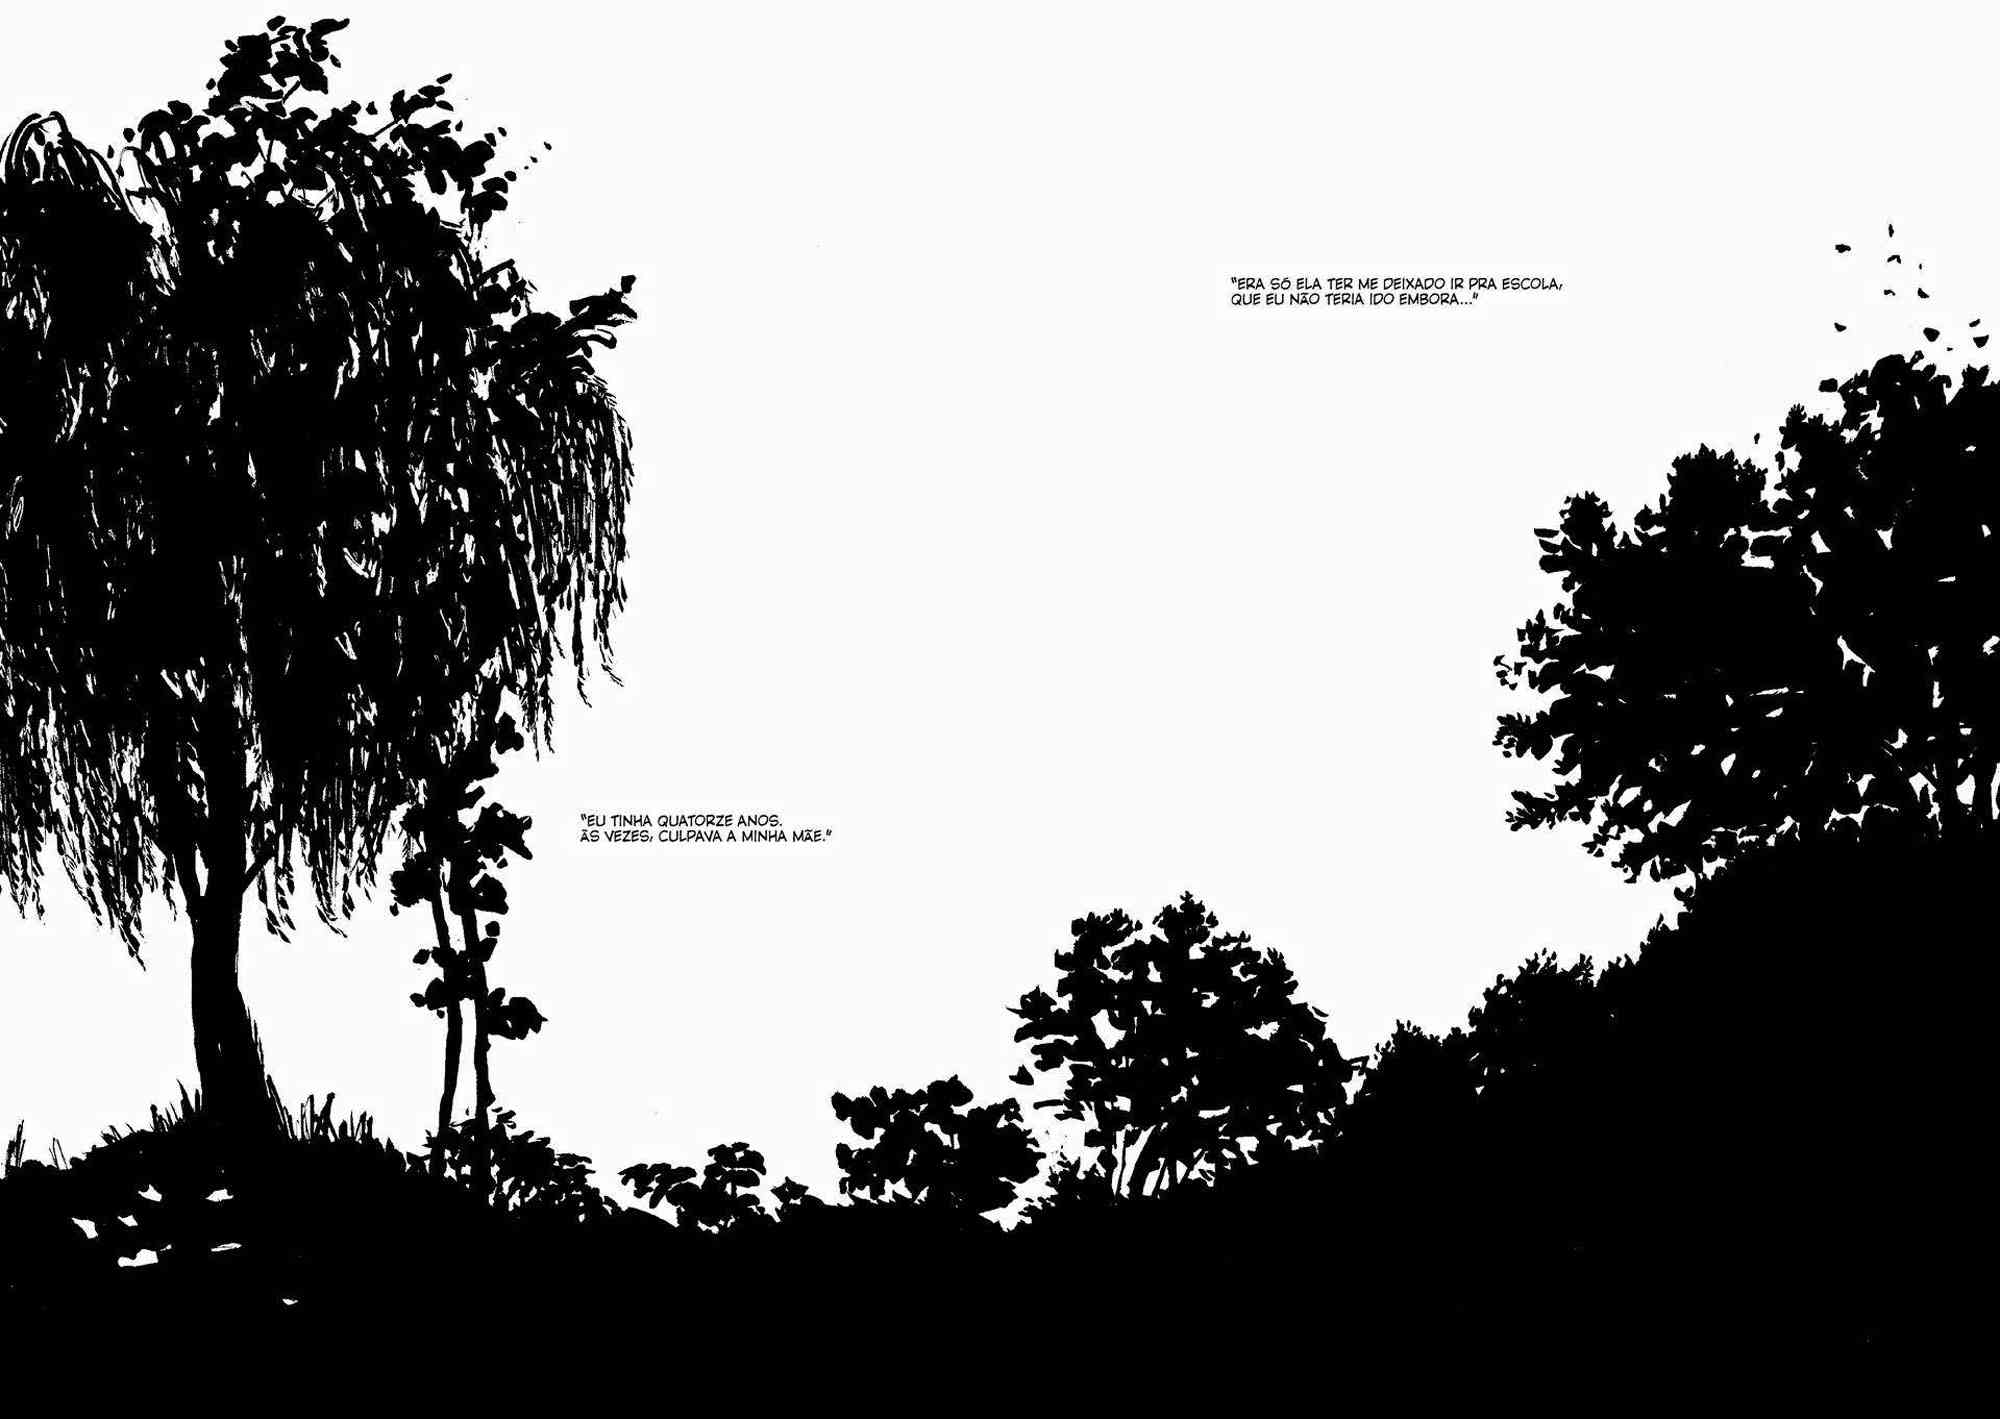 "EU TINHA QUATORZE ANOS.
ÀS VEZES, CULPAVA A MINHA MÃE."
"ERA SÓ ELA TER ME DEIXADO IR PRA ESCOLA,
QUE EU NÃO TERIA IDO EMBORA..."